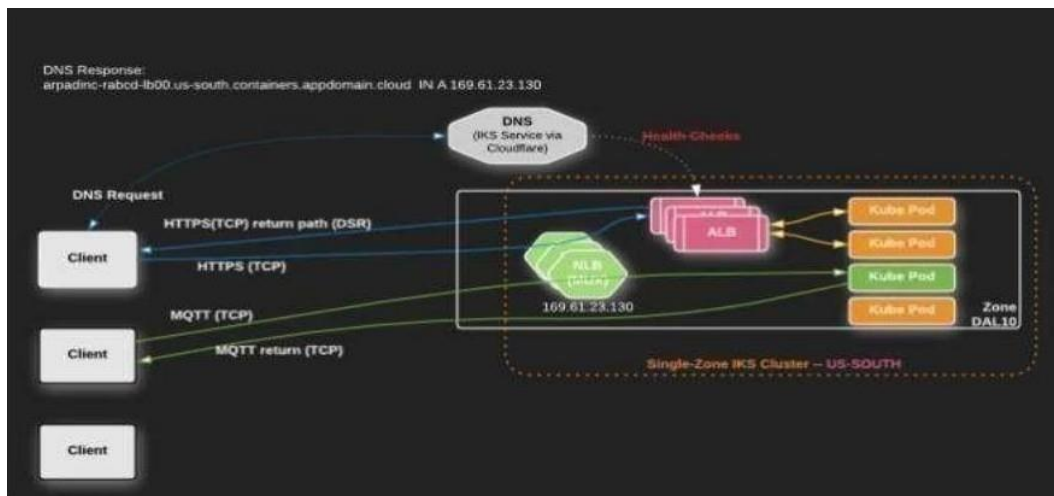 DNS Response:
arpadinc-rabcd-lb00.us-south.containers.appdomain.cloud IN A 169.61.23.130
DNS
(IKS Service via
Cloudflare)
Health Checks
DNS Request
HTTPS(TCP) return path (DSR)
Client
HTTPS (TCP)
ALB
Kube Pod
Kube Pod
NLB
169.61.23.130
Kube Pod
Kube Pod
Zone
DAL10
MQTT (TCP)
Client
MQTT return (TCP)
Single-Zone IKS Cluster – US-SOUTH
Client